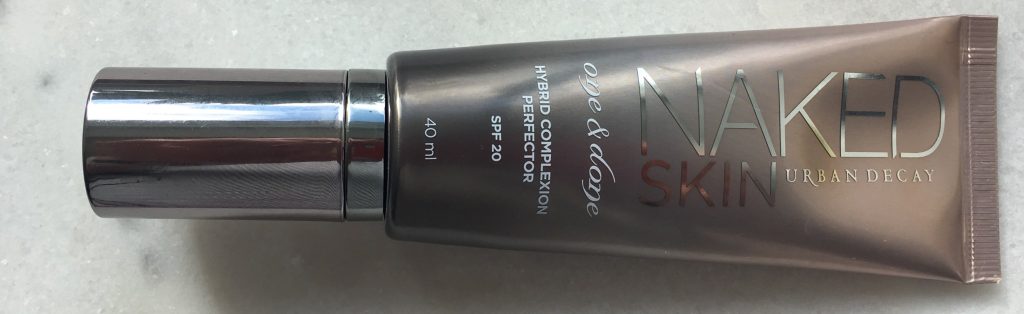 NAKED
SKIN
URBAN DECAY
one & done
HYBRID COMPLEXION
PERFECTOR
SPF 20
40 ml